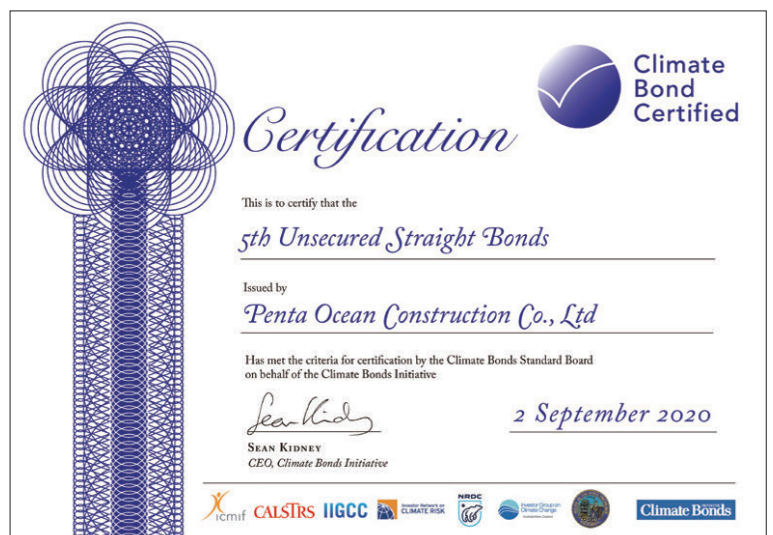 Climate
Bond
Certified
Certification
This is to certify that the
5th Unsecured Straight Bonds
Issued by
Penta Ocean Construction Co., Ltd
Has met the criteria for certification by the Climate Bonds Standard Board
on behalf of the Climate Bonds Initiative
Sean Kidney
2 September 2020
SEAN KIDNEY
CEO, Climate Bonds Initiative
icmif
CALSTRS
IIGCC
Investor Network on
CLIMATE RISK
NRDC
Investor Group on
Climate Change
Climate Bonds